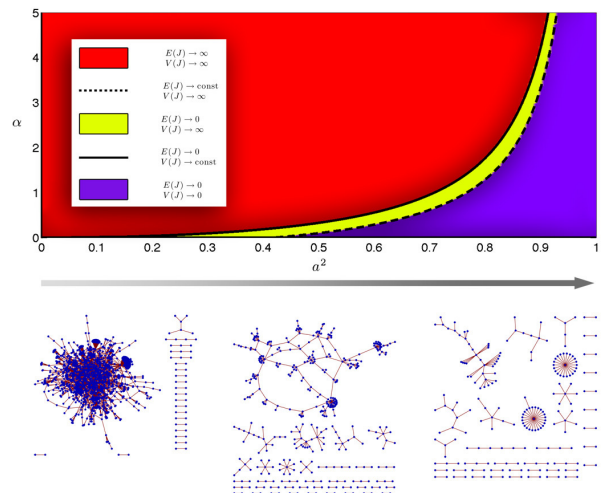 5
4
3
2
1
0
α
E(J) → ∞
V(J) → ∞
E(J) → const
V(J) → ∞
E(J) → 0
V(J) → ∞
E(J) → 0
V(J) → const
E(J) → 0
V(J) → 0
0 0.1 0.2 0.3 0.4 0.5 0.6 0.7 0.8 0.9 1
a²